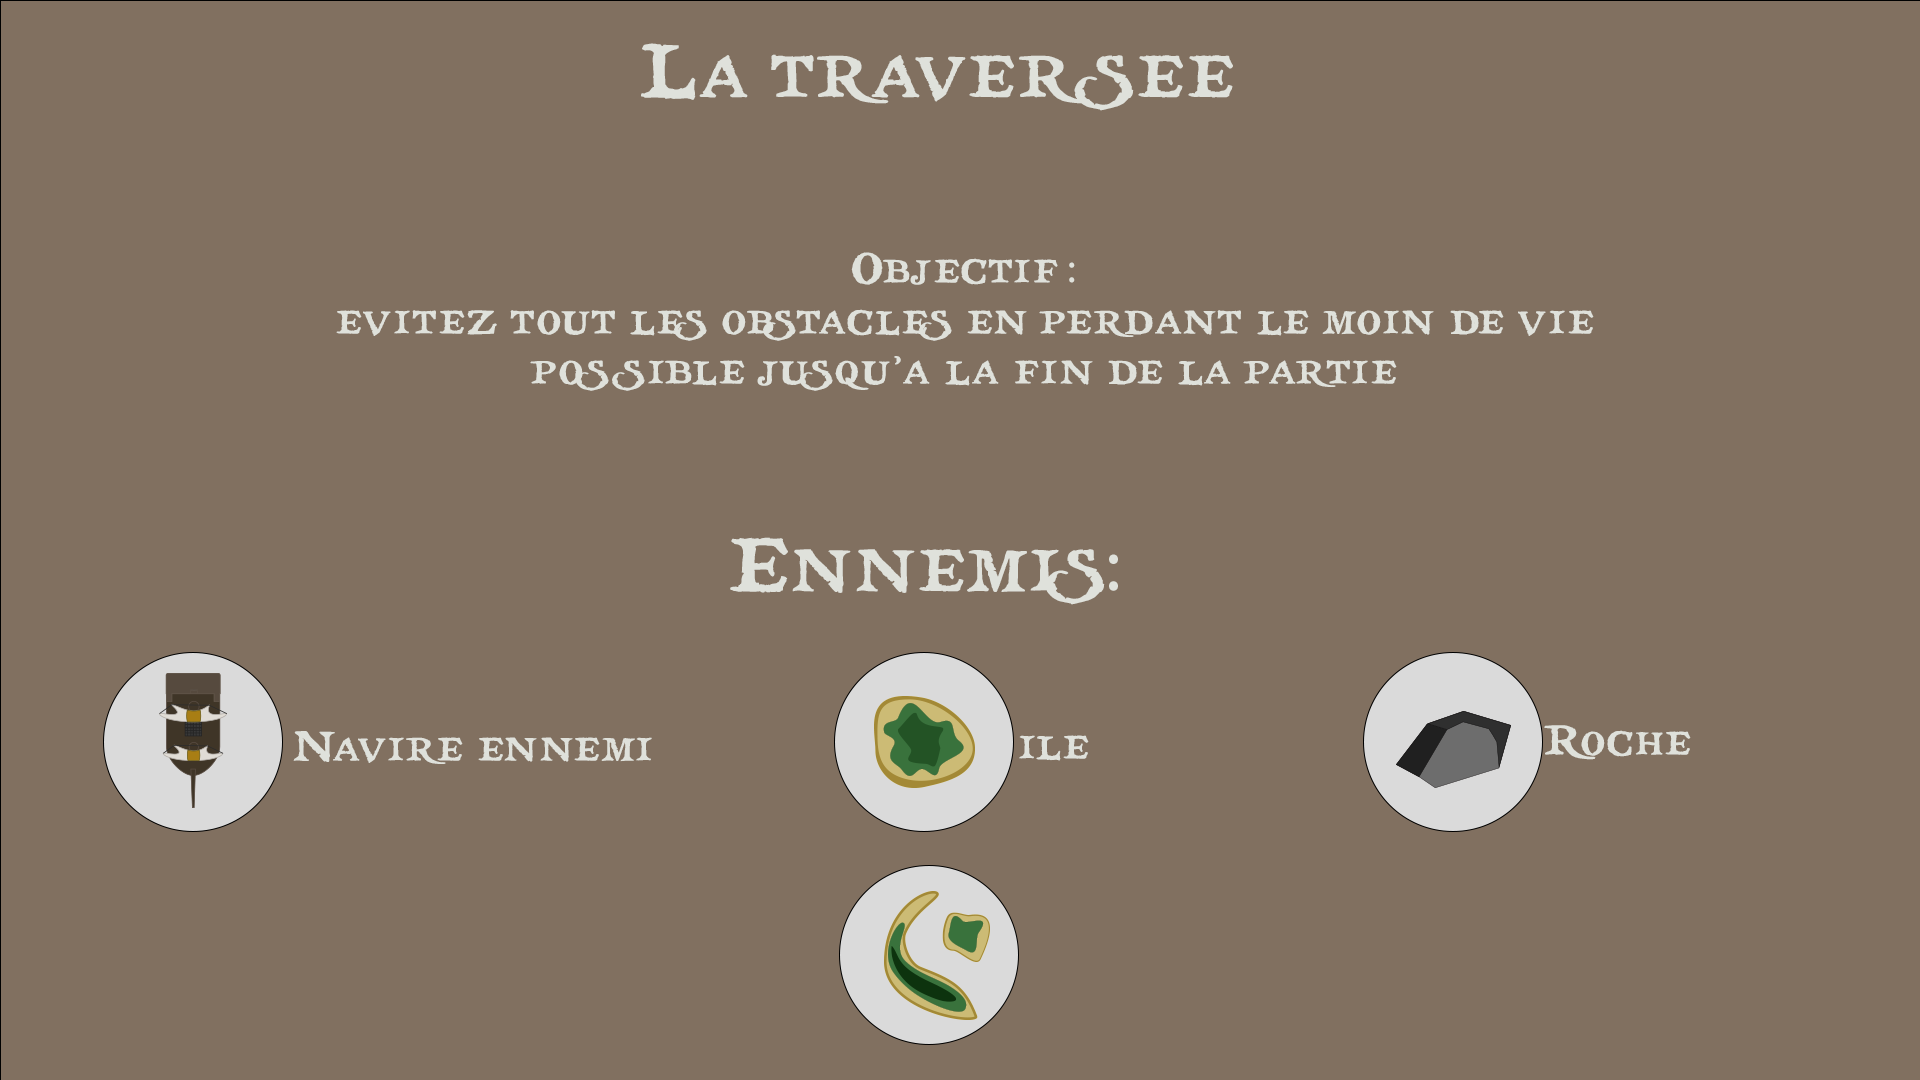 La traversee
Objectif :
evitez tout les obstacles en perdant le moin de vie
possible jusqu'a la fin de la partie
Ennemis:
Navire ennemi
ile
Roche